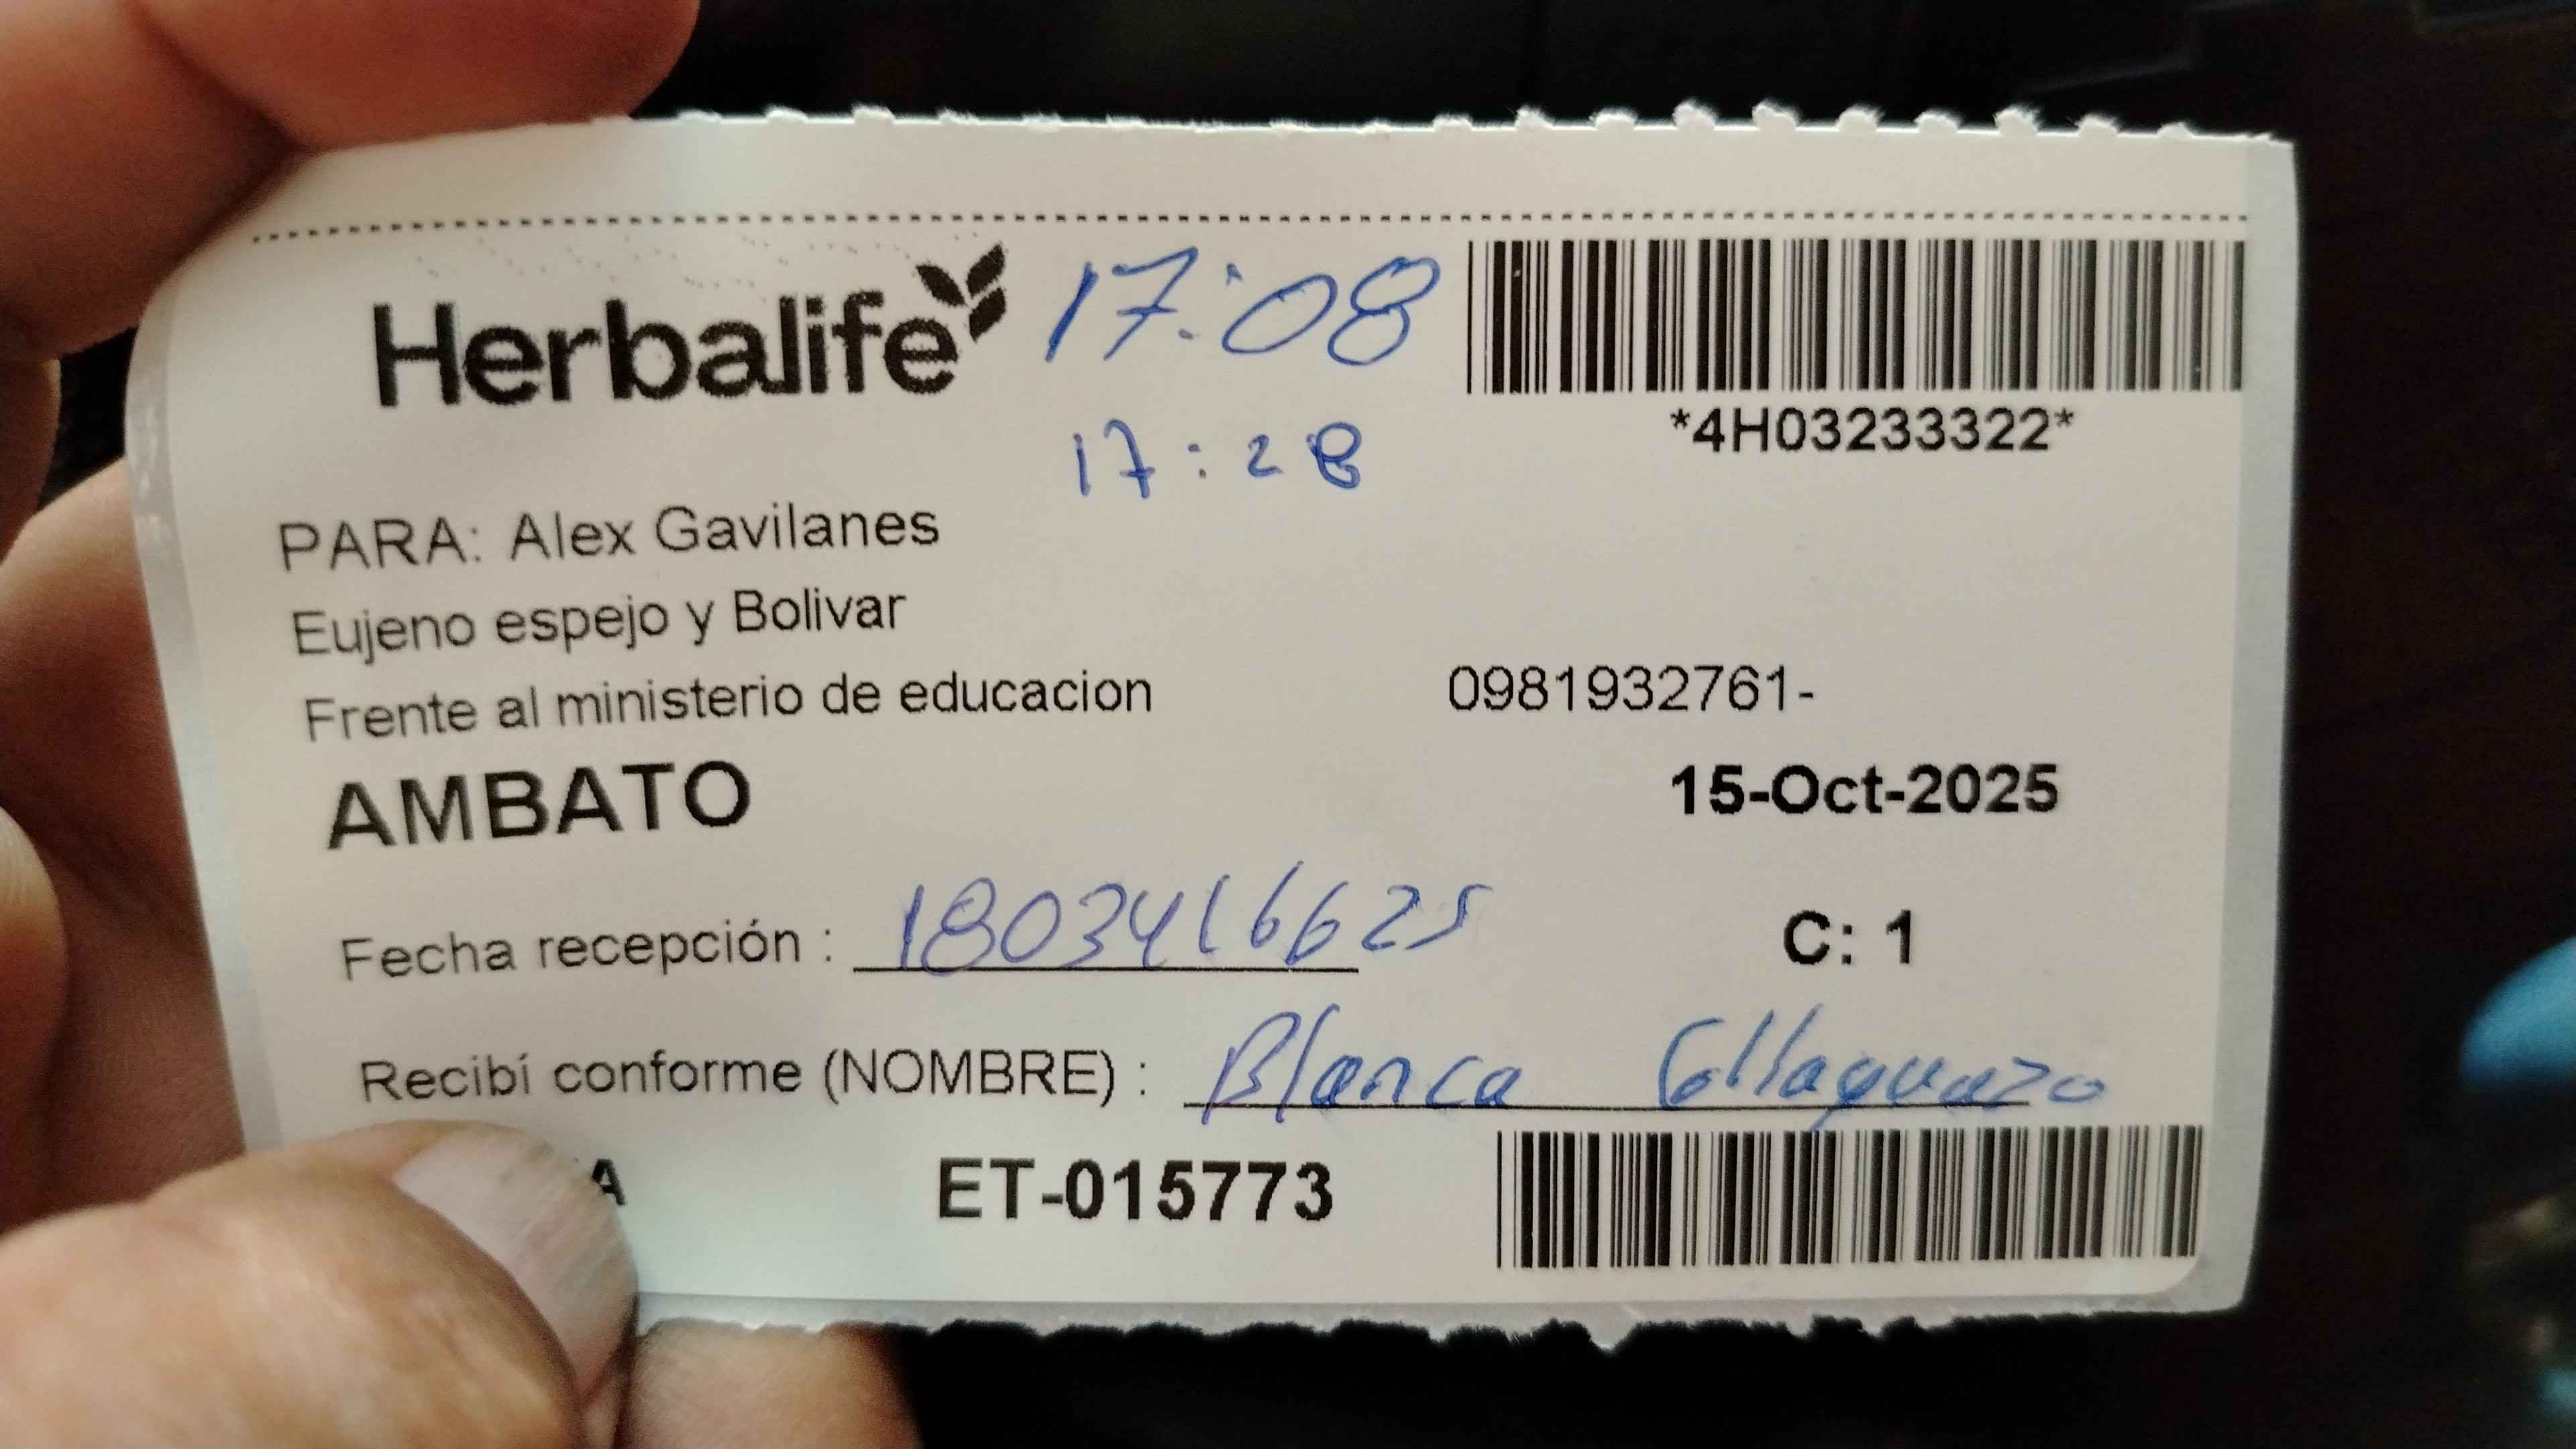 Herbalife 17:08
*4H03233322*
17:28
PARA: Alex Gavilanes
Eujeno espejo y Bolivar
Frente al ministerio de educacion 0981932761-
AMBATO 15-Oct-2025
Fecha recepción : 1803416625 C: 1
Recibí conforme (NOMBRE) : Blanca Collaguazo
ET-015773